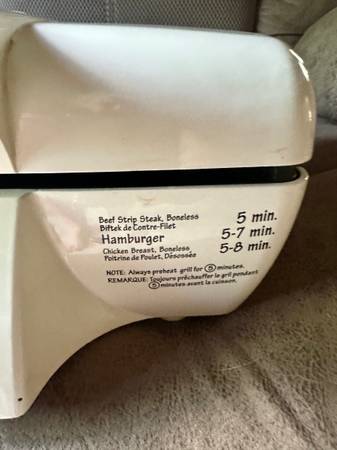 Beef Strip Steak, Boneless 5 min.
Biftek de Contre-Filet
Hamburger 5-7 min.
Chicken Breast, Boneless 5-8 min.
Poitrine de Poulet, Désossés
NOTE: Always preheat grill for 5 minutes.
REMARQUE: Toujours préchauffer le gril pendant
5 minutes avant la cuisson.